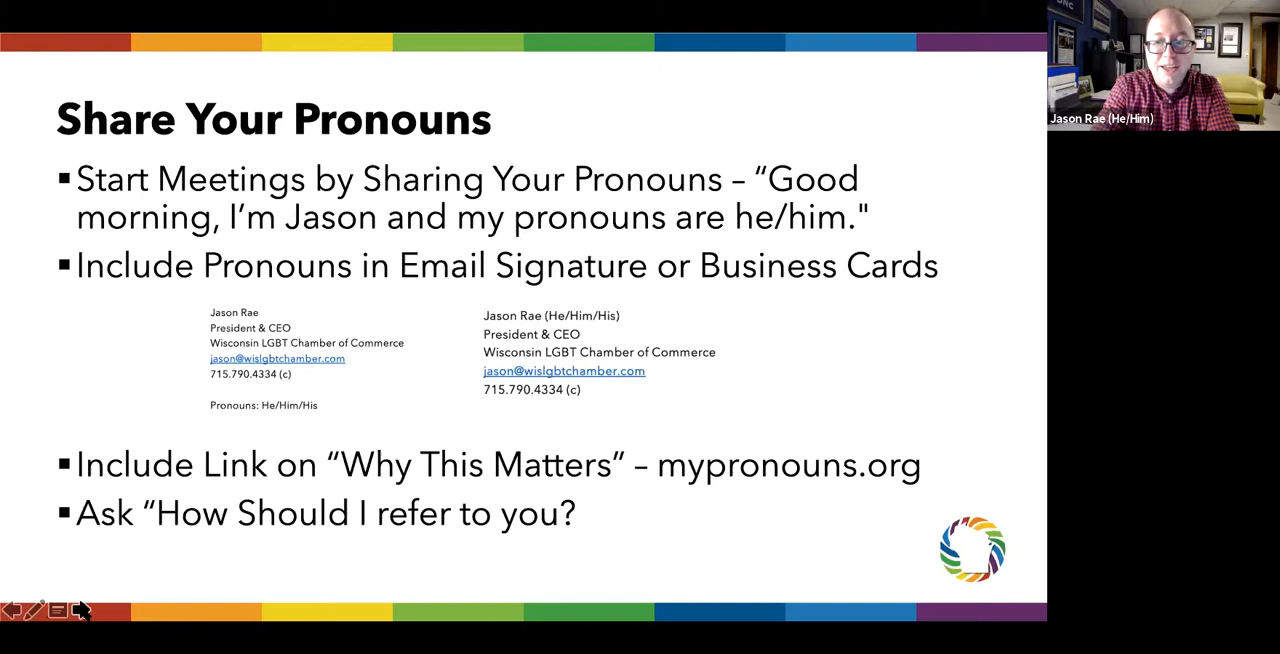 Share Your Pronouns
▪Start Meetings by Sharing Your Pronouns – “Good
morning, I’m Jason and my pronouns are he/him."
▪Include Pronouns in Email Signature or Business Cards
Jason Rae
President & CEO
Wisconsin LGBT Chamber of Commerce
jason@wislgbtchamber.com
715.790.4334 (c)
Pronouns: He/Him/His
Jason Rae (He/Him/His)
President & CEO
Wisconsin LGBT Chamber of Commerce
jason@wislgbtchamber.com
715.790.4334 (c)
▪Include Link on “Why This Matters” – mypronouns.org
▪Ask “How Should I refer to you?
Jason Rae (He/Him)